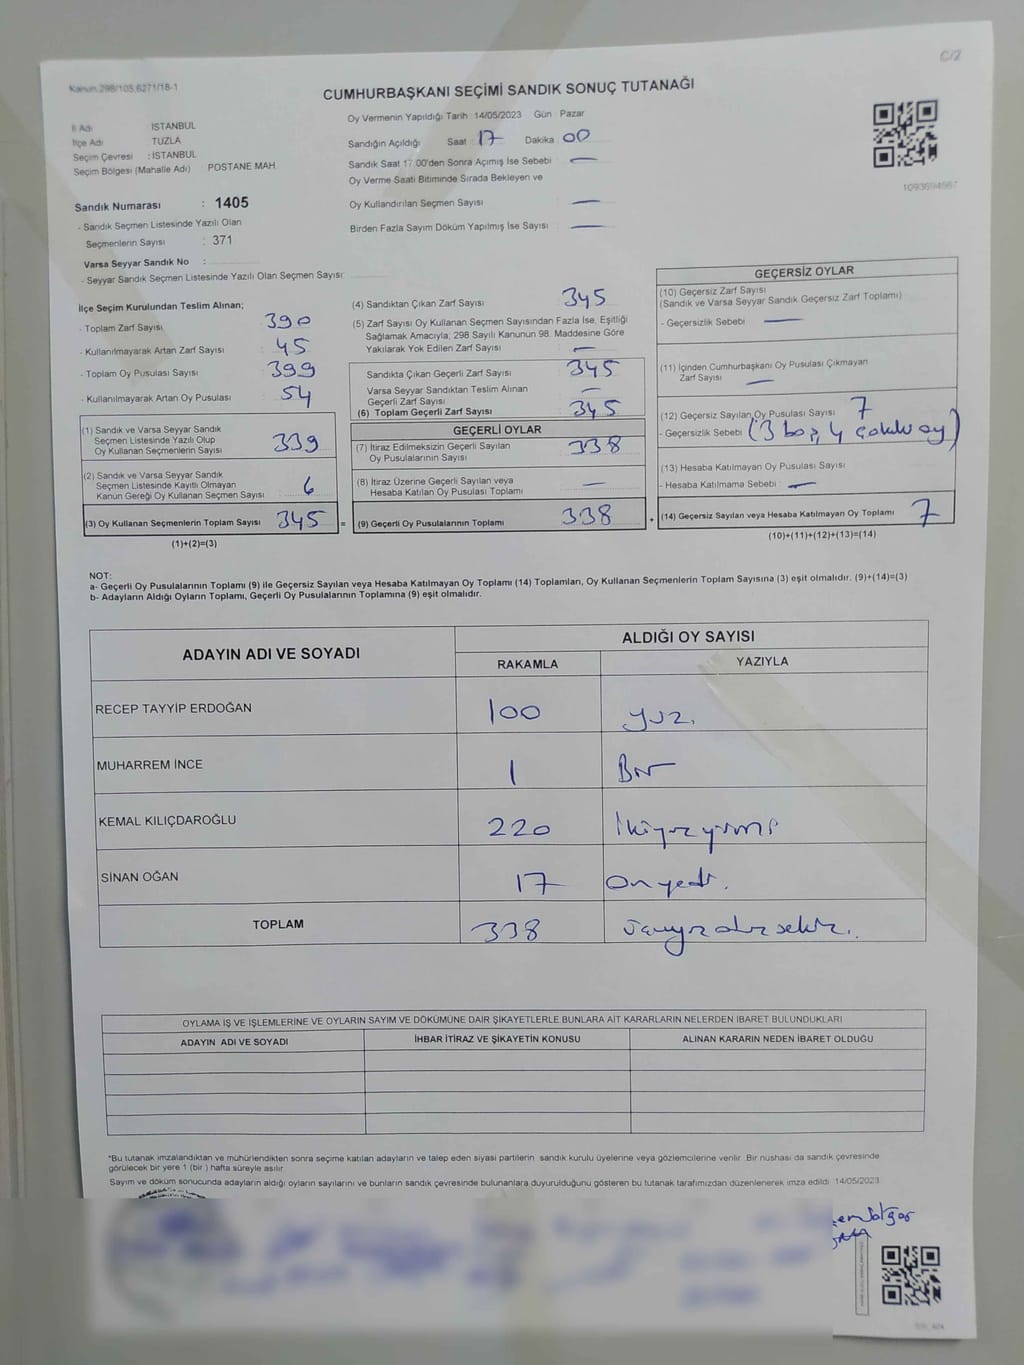 C/2
Kanun 298/105,6271/18-1
CUMHURBAŞKANI SEÇİMİ SANDIK SONUÇ TUTANAĞI
İl Adı : İSTANBUL
İlçe Adı : TUZLA
Seçim Çevresi : İSTANBUL
Seçim Bölgesi (Mahalle Adı) POSTANE MAH.
Sandık Numarası : 1405
- Sandık Seçmen Listesinde Yazılı Olan
Seçmenlerin Sayısı : 371
Varsa Seyyar Sandık No :
- Seyyar Sandık Seçmen Listesinde Yazılı Olan Seçmen Sayısı:
Oy Vermenin Yapıldığı Tarih : 14/05/2023 Gün : Pazar
Sandığın Açıldığı Saat : 17 Dakika : 00
Sandık Saat 17:00'den Sonra Açımış İse Sebebi : —
Oy Verme Saati Bitiminde Sırada Bekleyen ve
Oy Kullandırılan Seçmen Sayısı : —
Birden Fazla Sayım Döküm Yapılmış İse Sayısı : —
1093694667
İlçe Seçim Kurulundan Teslim Alınan;
- Toplam Zarf Sayısı : 390
- Kullanılmayarak Artan Zarf Sayısı : 45
- Toplam Oy Pusulası Sayısı : 399
- Kullanılmayarak Artan Oy Pusulası : 54
(1) Sandık ve Varsa Seyyar Sandık
Seçmen Listesinde Yazılı Olup
Oy Kullanan Seçmenlerin Sayısı : 339
(2) Sandık ve Varsa Seyyar Sandık
Seçmen Listesinde Kayıtlı Olmayan
Kanun Gereği Oy Kullanan Seçmen Sayısı : 6
(3) Oy Kullanan Seçmenlerin Toplam Sayısı : 345 =
(1)+(2)=(3)
(4) Sandıktan Çıkan Zarf Sayısı : 345
(5) Zarf Sayısı Oy Kullanan Seçmen Sayısından Fazla İse, Eşitliği
Sağlamak Amacıyla; 298 Sayılı Kanunun 98. Maddesine Göre
Yakılarak Yok Edilen Zarf Sayısı : —
Sandıkta Çıkan Geçerli Zarf Sayısı : 345
Varsa Seyyar Sandıktan Teslim Alınan
Geçerli Zarf Sayısı : —
(6) Toplam Geçerli Zarf Sayısı : 345
GEÇERLİ OYLAR
(7) İtiraz Edilmeksizin Geçerli Sayılan
Oy Pusulalarının Sayısı : 338
(8) İtiraz Üzerine Geçerli Sayılan veya
Hesaba Katılan Oy Pusulası Toplamı : —
(9) Geçerli Oy Pusulalarının Toplamı : 338 +
GEÇERSİZ OYLAR
(10) Geçersiz Zarf Sayısı
(Sandık ve Varsa Seyyar Sandık Geçersiz Zarf Toplamı)
- Geçersizlik Sebebi : —
(11) İçinden Cumhurbaşkanı Oy Pusulası Çıkmayan
Zarf Sayısı : —
(12) Geçersiz Sayılan Oy Pusulası Sayısı : 7
- Geçersizlik Sebebi : (3 boş, 4 çoklu oy)
(13) Hesaba Katılmayan Oy Pusulası Sayısı :
- Hesaba Katılmama Sebebi : —
(14) Geçersiz Sayılan veya Hesaba Katılmayan Oy Toplamı : 7
(10)+(11)+(12)+(13)=(14)
NOT:
a- Geçerli Oy Pusulalarının Toplamı (9) ile Geçersiz Sayılan veya Hesaba Katılmayan Oy Toplamı (14) Toplamları, Oy Kullanan Seçmenlerin Toplam Sayısına (3) eşit olmalıdır. (9)+(14)=(3)
b- Adayların Aldığı Oyların Toplamı, Geçerli Oy Pusulalarının Toplamına (9) eşit olmalıdır.
ADAYIN ADI VE SOYADI
ALDIĞI OY SAYISI
RAKAMLA YAZIYLA
RECEP TAYYİP ERDOĞAN 100 yüz.
MUHARREM İNCE 1 Bir
KEMAL KILIÇDAROĞLU 220 ikiyüzyirmi
SİNAN OĞAN 17 onyedi.
TOPLAM 338 üçyüzotuzsekiz.
OYLAMA İŞ VE İŞLEMLERİNE VE OYLARIN SAYIM VE DÖKÜMÜNE DAİR ŞİKAYETLERLE BUNLARA AİT KARARLARIN NELERDEN İBARET BULUNDUKLARI
ADAYIN ADI VE SOYADI İHBAR İTİRAZ VE ŞİKAYETİN KONUSU ALINAN KARARIN NEDEN İBARET OLDUĞU
*Bu tutanak imzalandıktan ve mühürlendikten sonra seçime katılan adayların ve talep eden siyasi partilerin sandık kurulu üyelerine veya gözlemcilerine verilir. Bir nüshası da sandık çevresinde
görülecek bir yere 1 (bir ) hafta süreyle asılır.
Sayım ve döküm sonucunda adayların aldığı oyların sayılarını ve bunların sandık çevresinde bulunanlara duyurulduğunu gösteren bu tutanak tarafımızdan düzenlenerek imza edildi. 14/05/2023